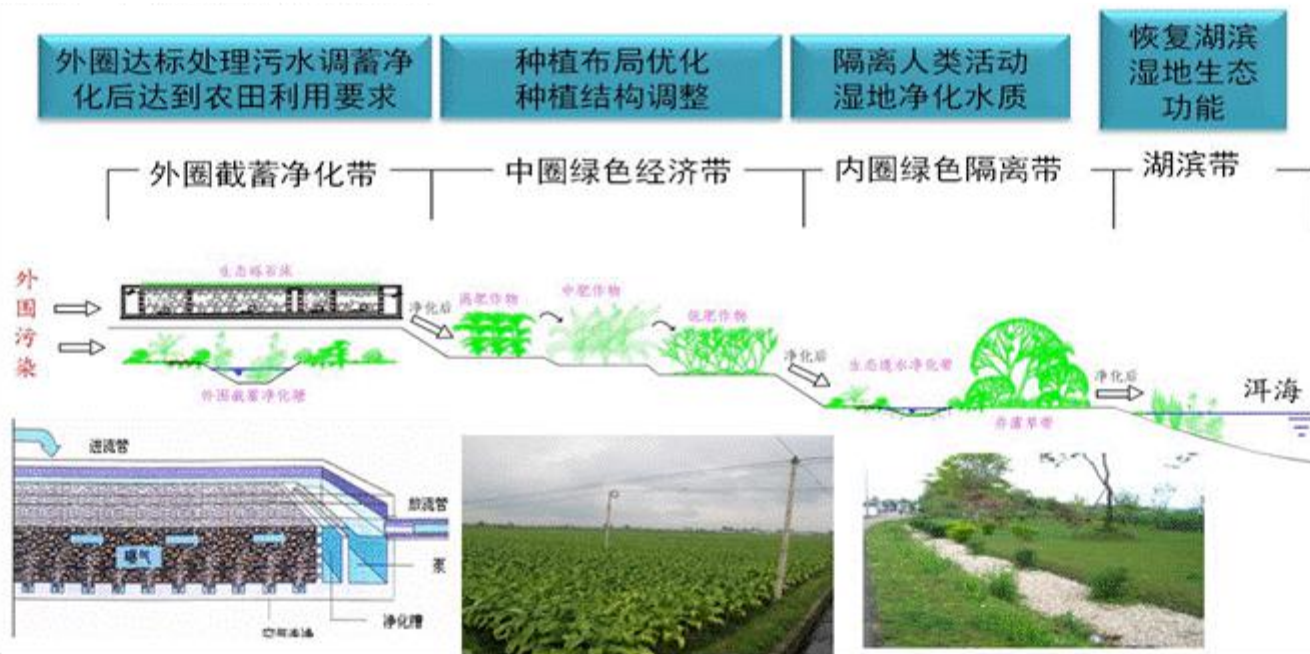 外圈达标处理污水调蓄净
化后达到农田利用要求
种植布局优化
种植结构调整
隔离人类活动
湿地净化水质
恢复湖滨
湿地生态
功能
外圈截蓄净化带
中圈绿色经济带
内圈绿色隔离带
湖滨带
外围污染
生态砾石床
净化后
高肥作物
中肥作物
低肥作物
外围截蓄净化塘
净化后
生态透水净化带
净化后
洱海
进流管
放流管
曝气
泵
净化槽